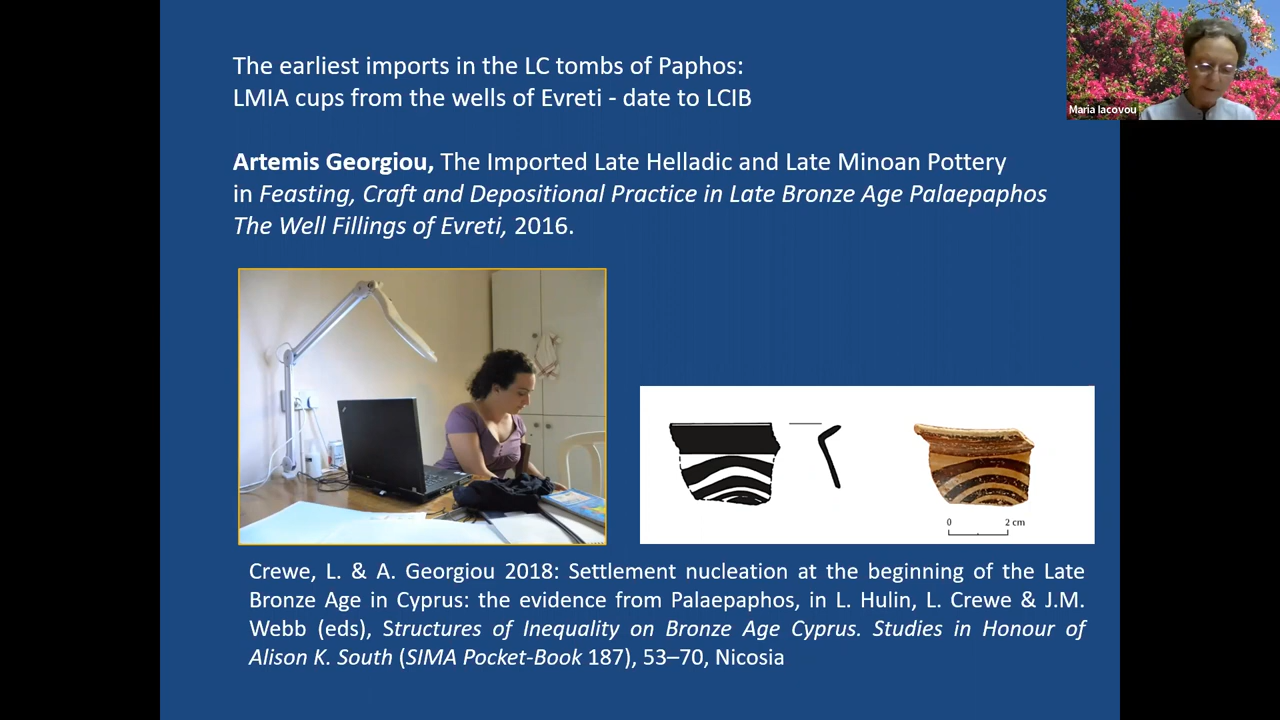 The earliest imports in the LC tombs of Paphos:
LMIA cups from the wells of Evreti - date to LCIB
Maria Iacovou
Artemis Georgiou, The Imported Late Helladic and Late Minoan Pottery
in Feasting, Craft and Depositional Practice in Late Bronze Age Palaepaphos
The Well Fillings of Evreti, 2016.
0 2 cm
Crewe, L. & A. Georgiou 2018: Settlement nucleation at the beginning of the Late
Bronze Age in Cyprus: the evidence from Palaepaphos, in L. Hulin, L. Crewe & J.M.
Webb (eds), Structures of Inequality on Bronze Age Cyprus. Studies in Honour of
Alison K. South (SIMA Pocket-Book 187), 53–70, Nicosia